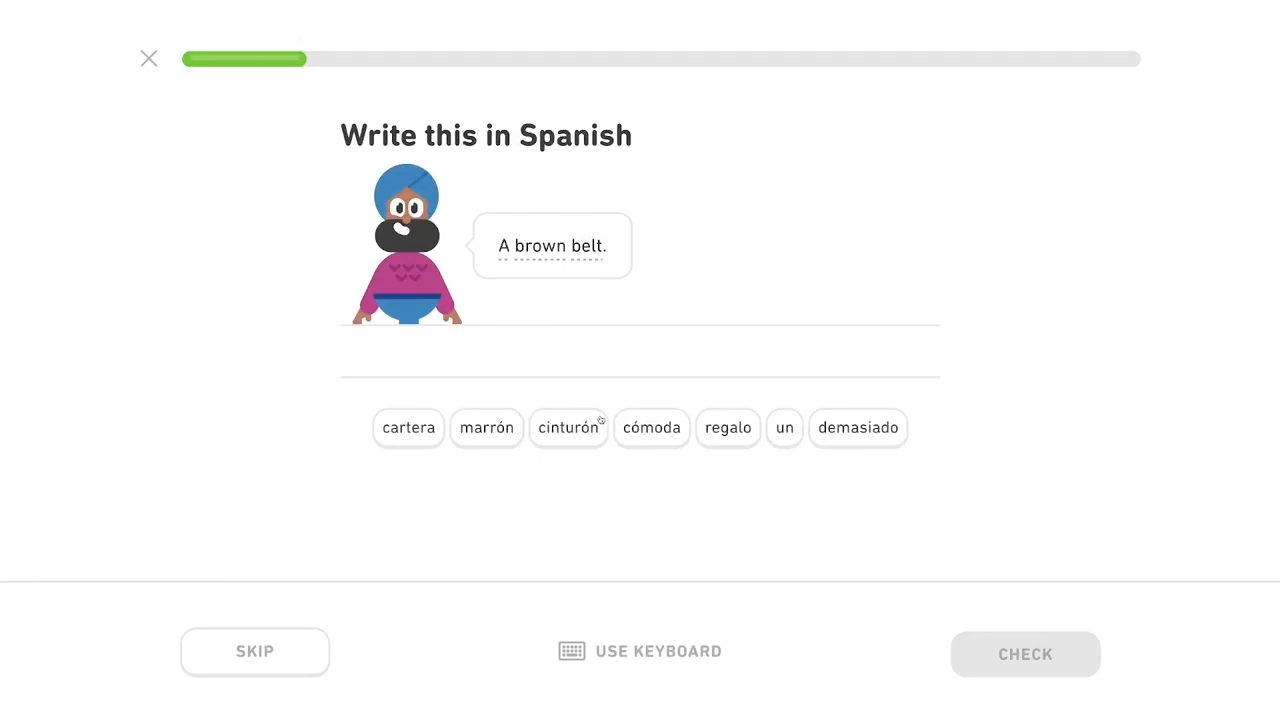 Write this in Spanish
A brown belt.
cartera marrón cinturón cómoda regalo un demasiado
SKIP USE KEYBOARD CHECK